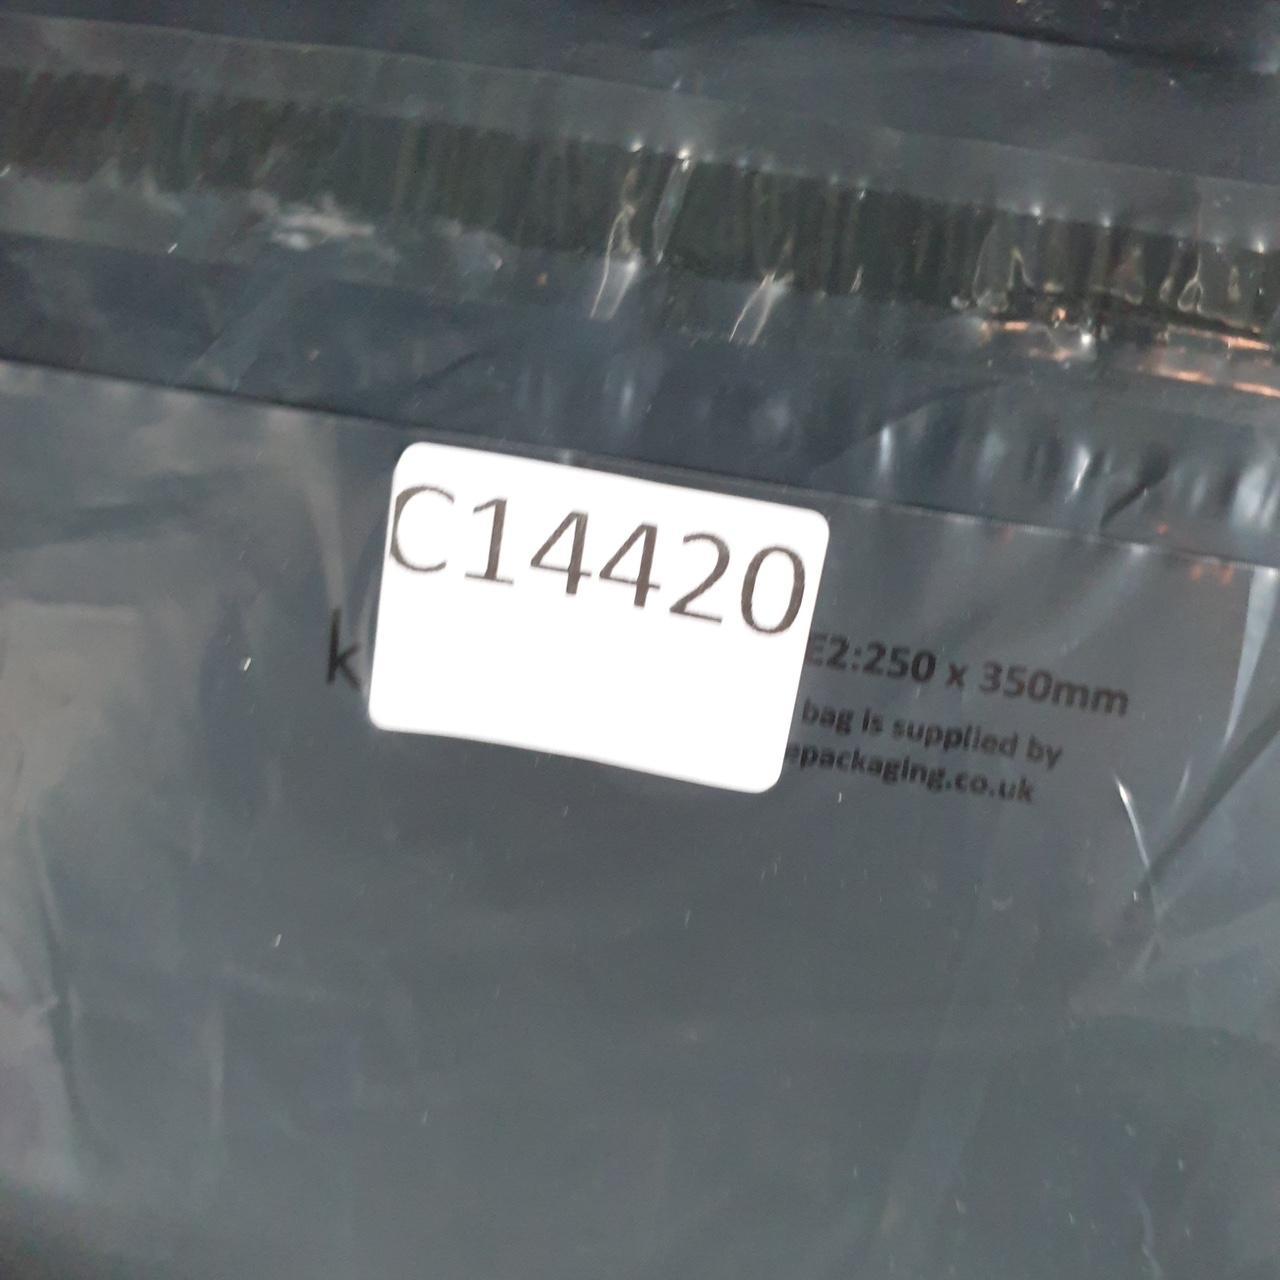 C14420
E2:250 x 350mm
bag is supplied by
epackaging.co.uk